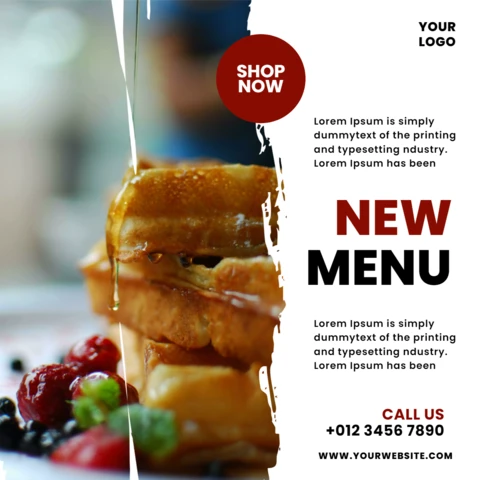 YOUR
LOGO
SHOP
NOW
Lorem Ipsum is simply
dummytext of the printing
and typesetting ndustry.
Lorem Ipsum has been
NEW
MENU
Lorem Ipsum is simply
dummytext of the printing
and typesetting ndustry.
Lorem Ipsum has been
CALL US
+012 3456 7890
WWW.YOURWEBSITE.COM